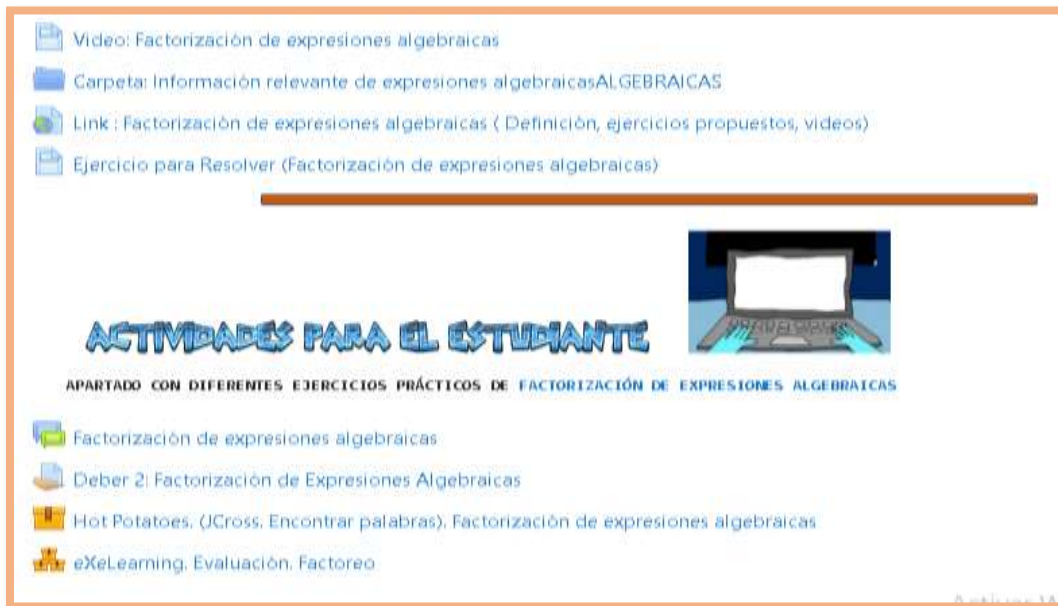 Video: Factorización de expresiones algebraicas
Carpeta: Información relevante de expresiones algebraicasALGEBRAICAS
Link : Factorización de expresiones algebraicas ( Definición, ejercicios propuestos, videos)
Ejercicio para Resolver (Factorización de expresiones algebraicas)
ACTIVIDADES PARA EL ESTUDIANTE
APARTADO CON DIFERENTES EJERCICIOS PRÁCTICOS DE FACTORIZACIÓN DE EXPRESIONES ALGEBRAICAS
Factorización de expresiones algebraicas
Deber 2: Factorización de Expresiones Algebraicas
Hot Potatoes. (JCross. Encontrar palabras). Factorización de expresiones algebraicas
eXeLearning. Evaluación. Factoreo